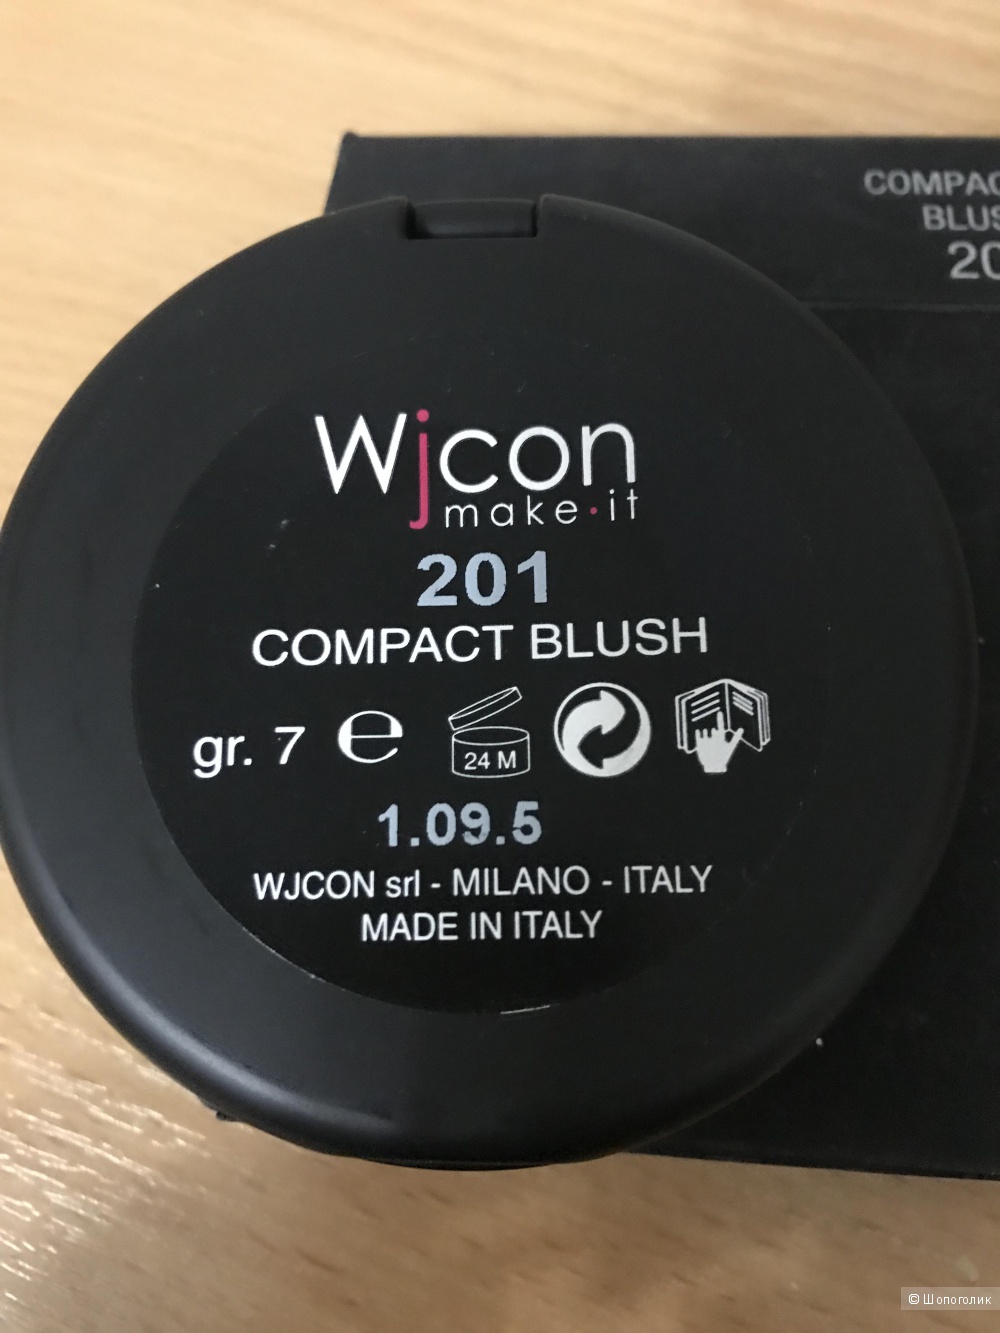 COMPAC
BLUS
20
Wjcon
make·it
201
COMPACT BLUSH
gr. 7 e 24 M
1.09.5
WJCON srl - MILANO - ITALY
MADE IN ITALY
© Шопоголик